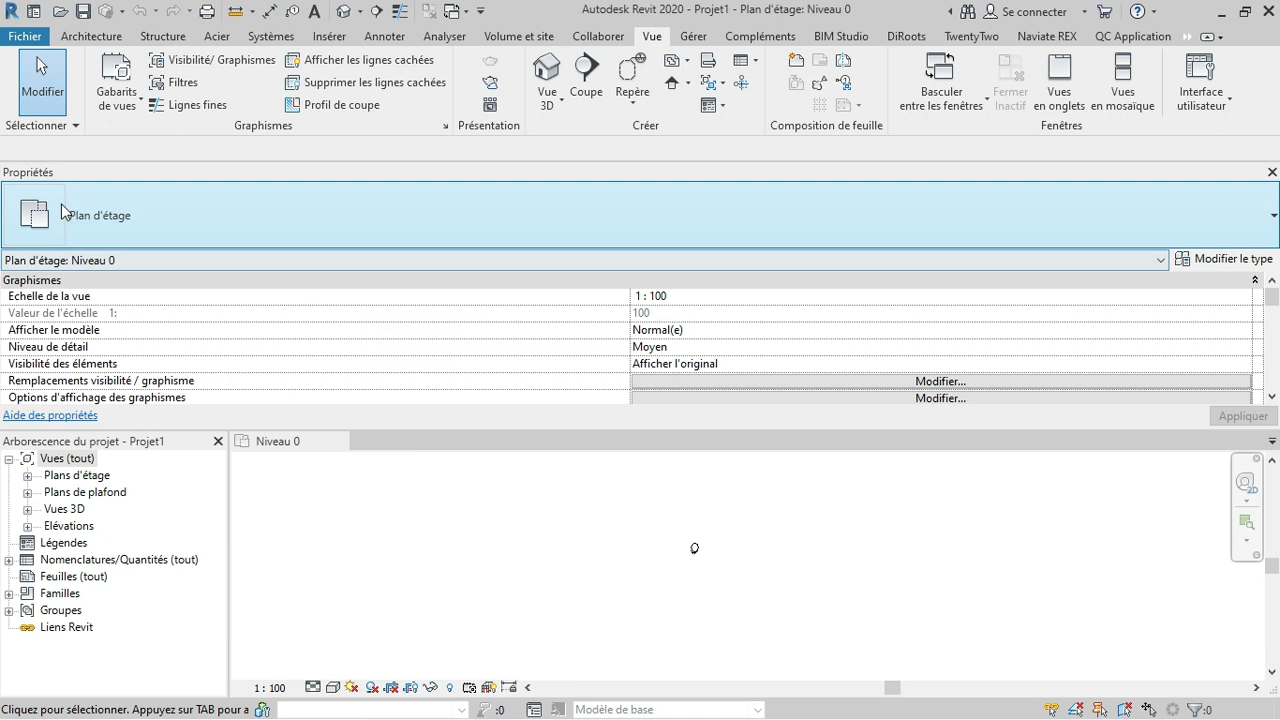 Autodesk Revit 2020 - Projet1 - Plan d'étage: Niveau 0
Se connecter
Fichier Architecture Structure Acier Systèmes Insérer Annoter Analyser Volume et site Collaborer Vue Gérer Compléments BIM Studio DiRoots TwentyTwo Naviate REX QC Application
Modifier
Sélectionner
Gabarits de vues
Visibilité/ Graphismes
Filtres
Lignes fines
Afficher les lignes cachées
Supprimer les lignes cachées
Profil de coupe
Graphismes
Présentation
Vue 3D
Coupe
Repère
Créer
Composition de feuille
Basculer entre les fenêtres
Fermer Inactif
Vues en onglets
Vues en mosaïque
Fenêtres
Interface utilisateur
Propriétés
Plan d'étage
Plan d'étage: Niveau 0
Modifier le type
Graphismes
Echelle de la vue 1 : 100
Valeur de l'échelle 1: 100
Afficher le modèle Normal(e)
Niveau de détail Moyen
Visibilité des éléments Afficher l'original
Remplacements visibilité / graphisme Modifier...
Options d'affichage des graphismes Modifier...
Aide des propriétés
Appliquer
Arborescence du projet - Projet1
Niveau 0
Vues (tout)
Plans d'étage
Plans de plafond
Vues 3D
Elévations
Légendes
Nomenclatures/Quantités (tout)
Feuilles (tout)
Familles
Groupes
Liens Revit
2D
1 : 100
Cliquez pour sélectionner. Appuyez sur TAB pour a
:0
Modèle de base
:0